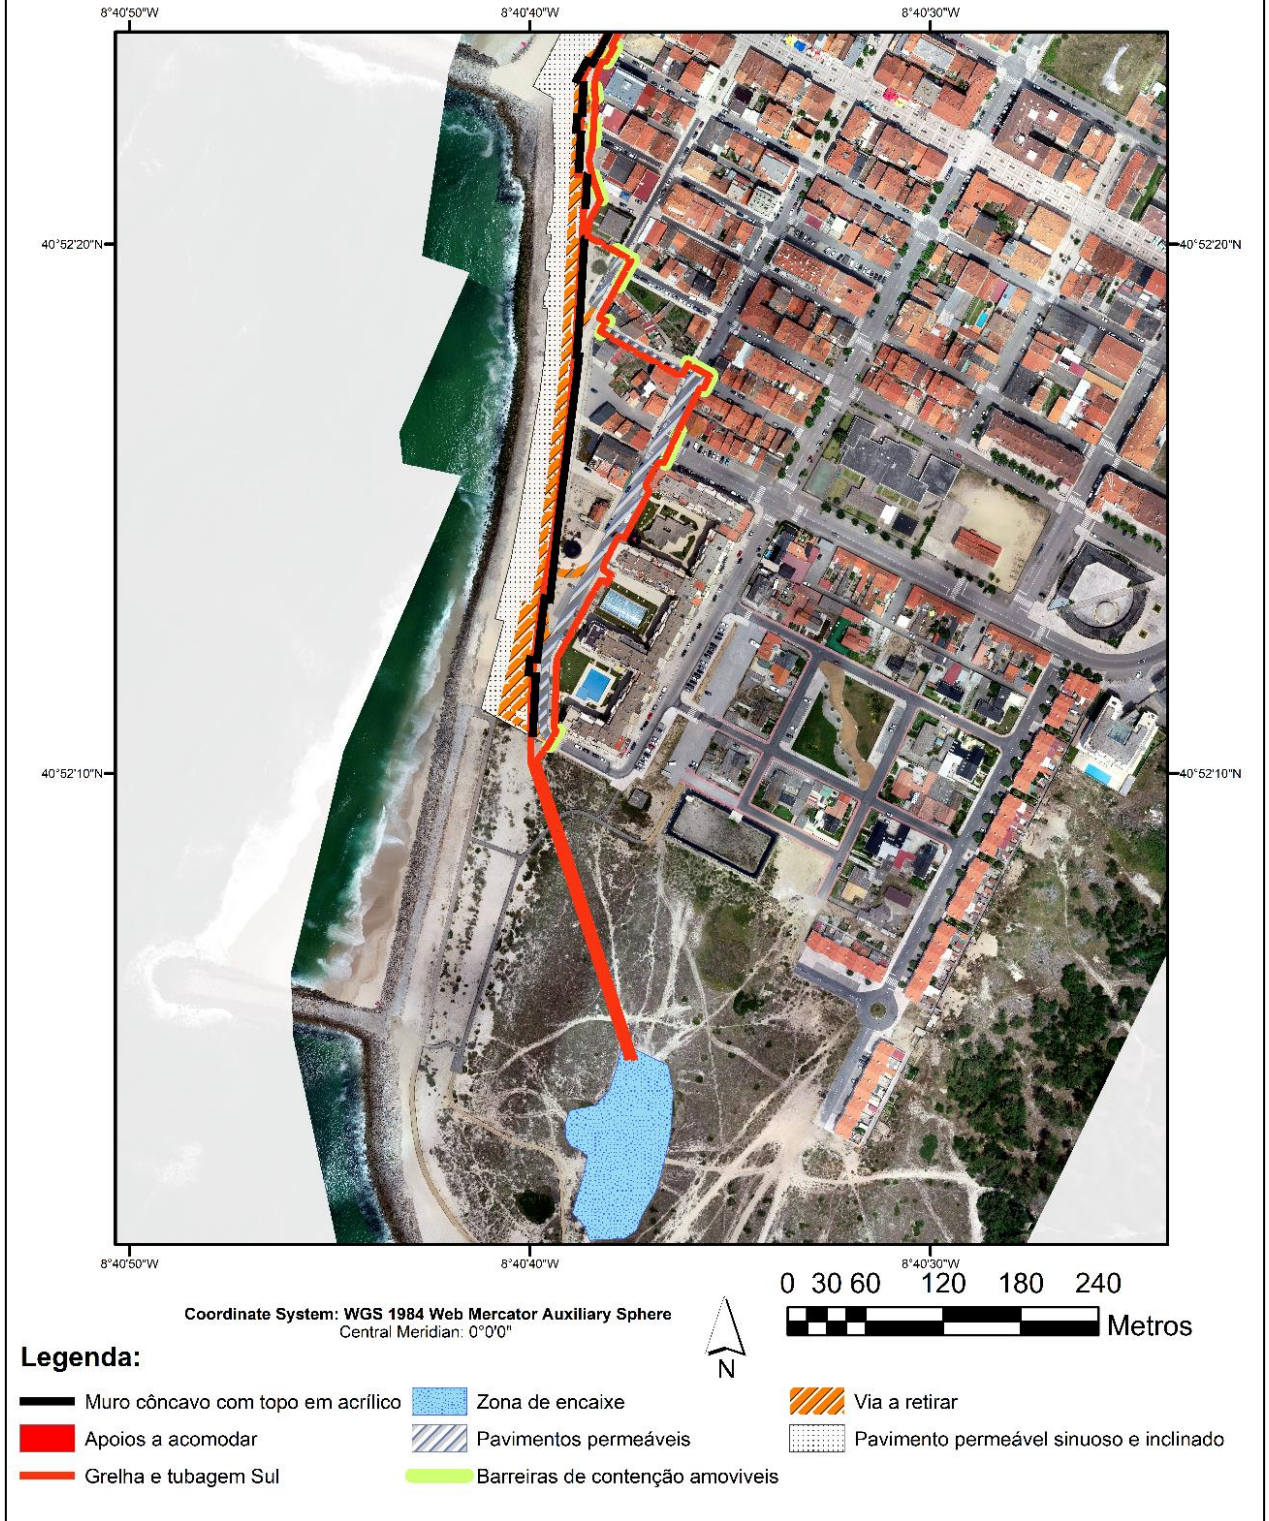 8°40'50"W 8°40'40"W 8°40'30"W
40°52'20"N 40°52'20"N
40°52'10"N 40°52'10"N
8°40'50"W 8°40'40"W 8°40'30"W
0 30 60 120 180 240
Metros
Coordinate System: WGS 1984 Web Mercator Auxiliary Sphere
Central Meridian: 0°0'0"
N
Legenda:
Muro côncavo com topo em acrílico
Zona de encaixe
Via a retirar
Apoios a acomodar
Pavimentos permeáveis
Pavimento permeável sinuoso e inclinado
Grelha e tubagem Sul
Barreiras de contenção amoviveis